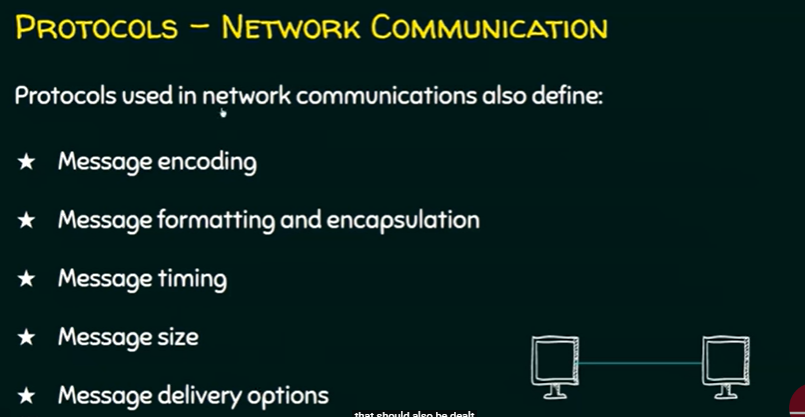 Protocols – Network Communication
Protocols used in network communications also define:
★ Message encoding
★ Message formatting and encapsulation
★ Message timing
★ Message size
★ Message delivery options
that should also be dealt